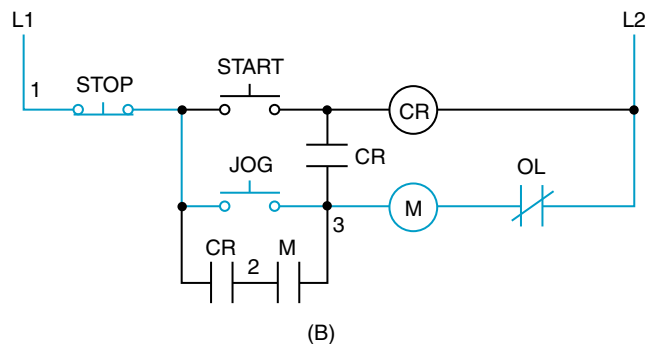 L1 L2
1 STOP START
CR
CR
JOG OL
M
3
CR 2 M
(B)